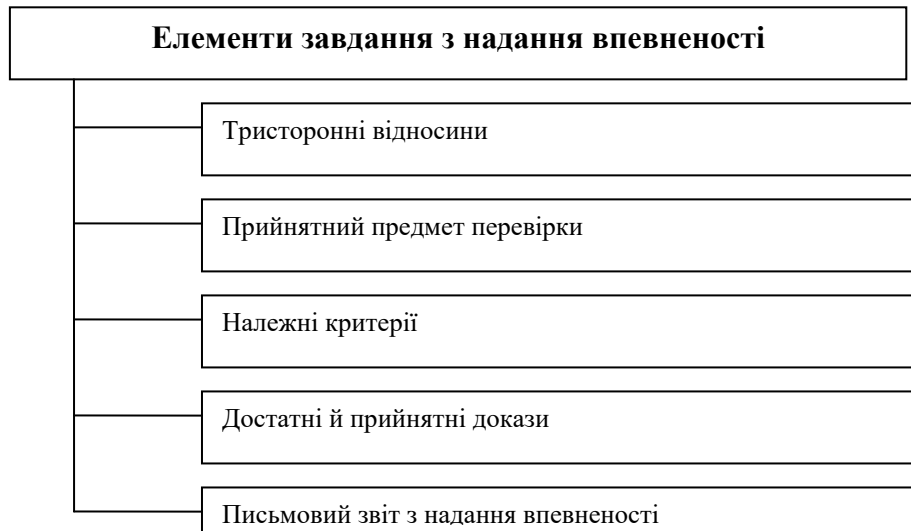 Елементи завдання з надання впевненості
Тристоронні відносини
Прийнятний предмет перевірки
Належні критерії
Достатні й прийнятні докази
Письмовий звіт з надання впевненості